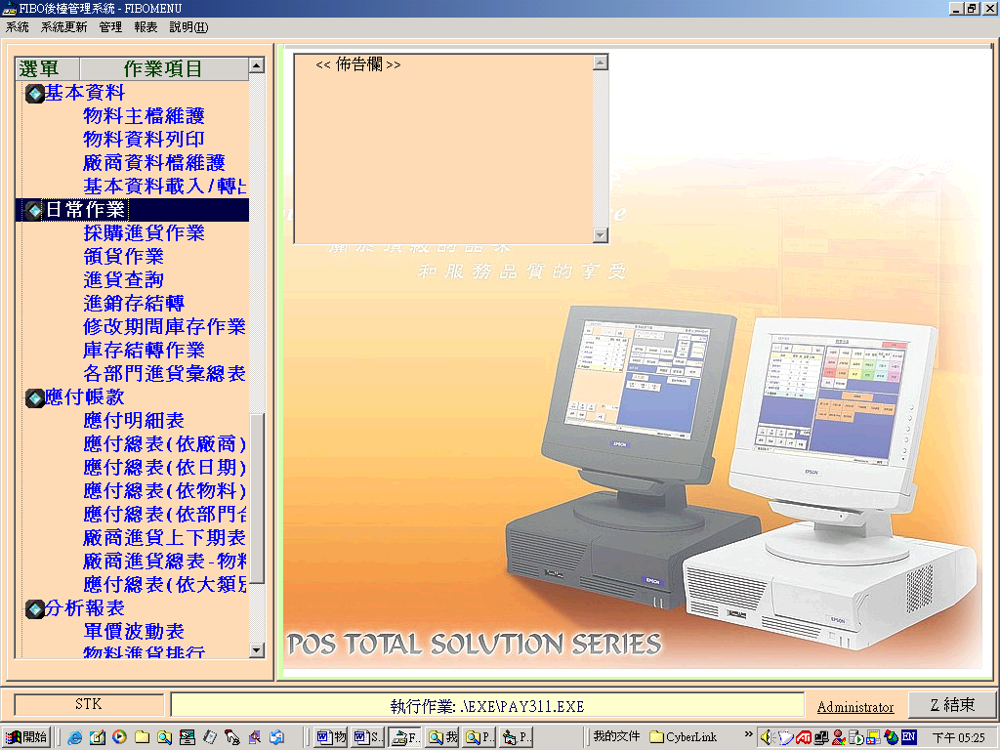 FIBO後檯管理系統 - FIBOMENU
系統 系統更新 管理 報表 說明(H)
選單 作業項目
基本資料
物料主檔維護
物料資料列印
廠商資料檔維護
基本資料載入/轉出
日常作業
採購進貨作業
領貨作業
進貨查詢
進銷存結轉
修改期間庫存作業
庫存結轉作業
各部門進貨彙總表
應付帳款
應付明細表
應付總表(依廠商)
應付總表(依日期)
應付總表(依物料)
應付總表(依部門
廠商進貨上下期表
廠商進貨總表-物料
應付總表(依大類別
分析報表
單價波動表
物料進貨排行
<< 佈告欄 >>
和服務品質的享受
EPSON
EPSON
EPSON
EPSON
POS TOTAL SOLUTION SERIES
STK
執行作業: .\EXE\PAY311.EXE
Administrator
Z 結束
開始
物
S..
F..
我
P..
P..
我的文件
CyberLink
»
EN
下午 05:25